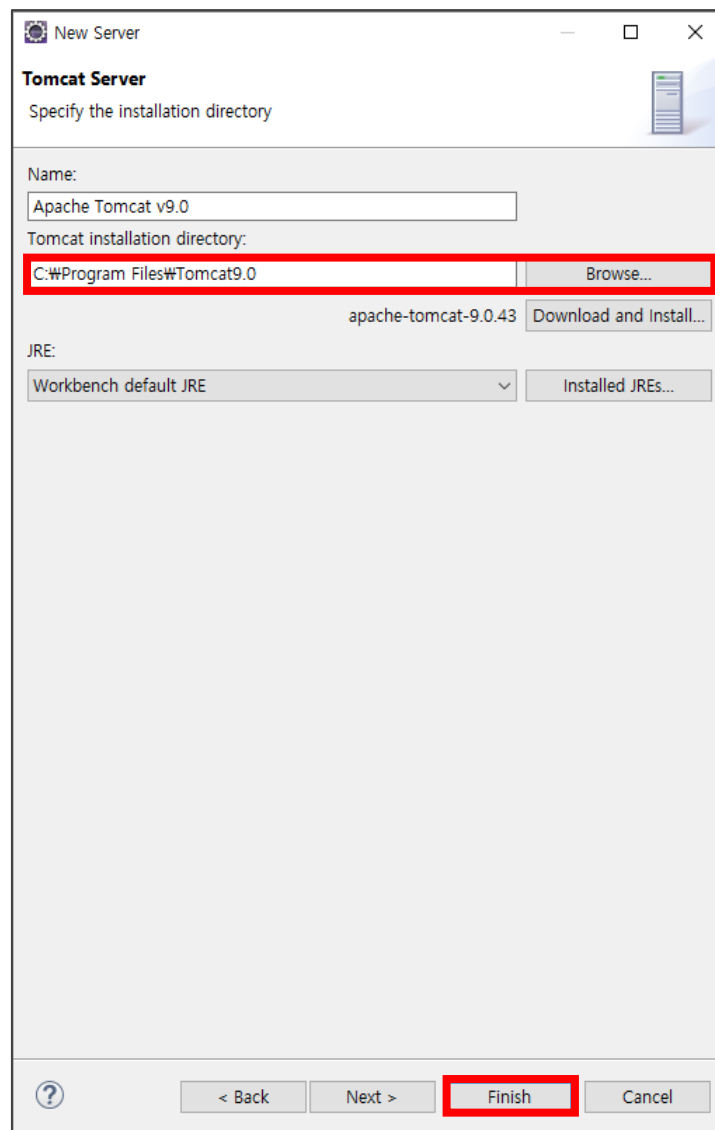 New Server
Tomcat Server
Specify the installation directory
Name:
Apache Tomcat v9.0
Tomcat installation directory:
C:₩Program Files₩Tomcat9.0 Browse...
apache-tomcat-9.0.43 Download and Install...
JRE:
Workbench default JRE Installed JREs...
? < Back Next > Finish Cancel